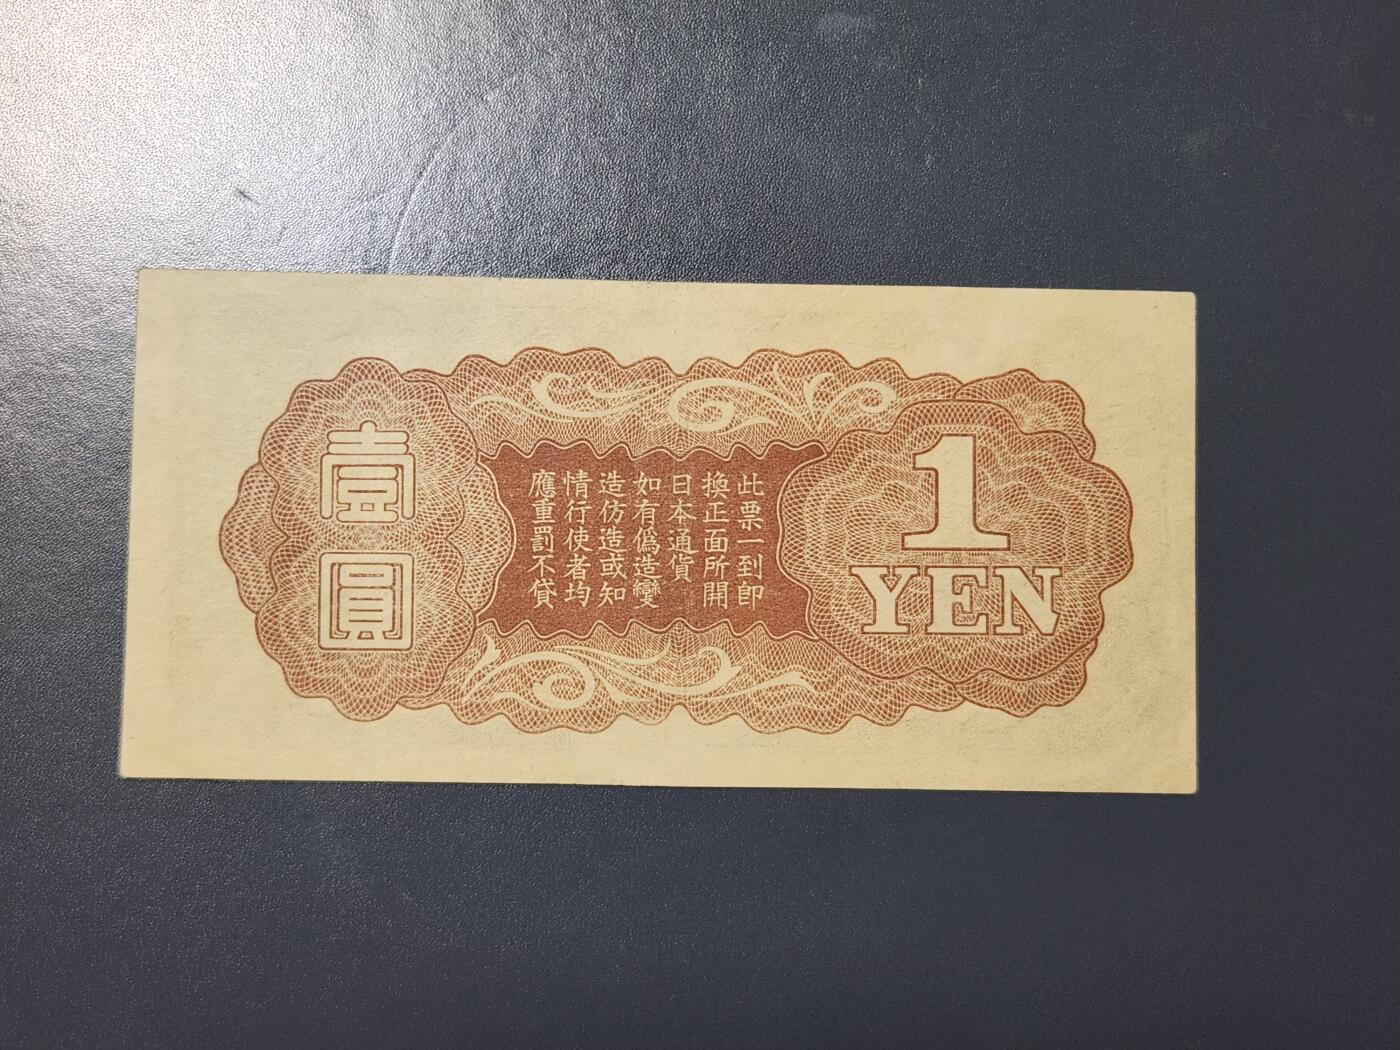 壹圓
此票一到即
換正面所開
日本通貨
如有僞造變
造仿造或知
情行使者均
應重罰不貸
1
YEN